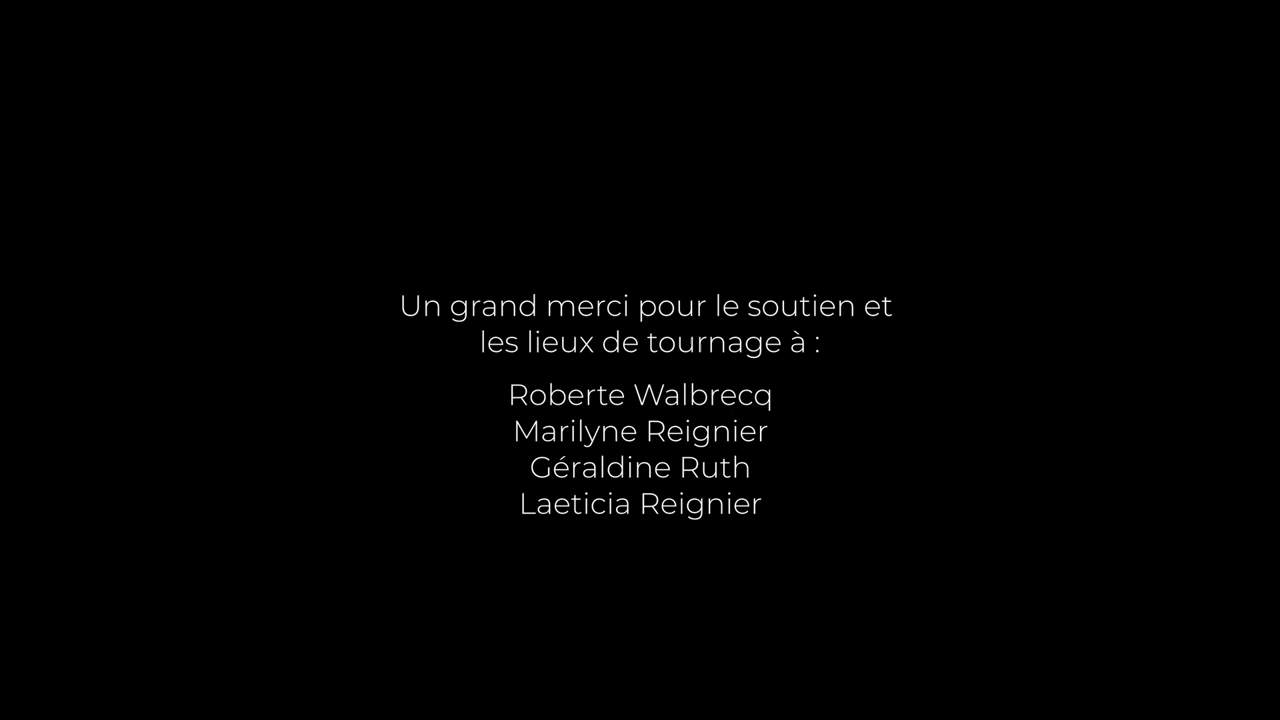 Un grand merci pour le soutien et
les lieux de tournage à :
Roberte Walbrecq
Marilyne Reignier
Géraldine Ruth
Laeticia Reignier